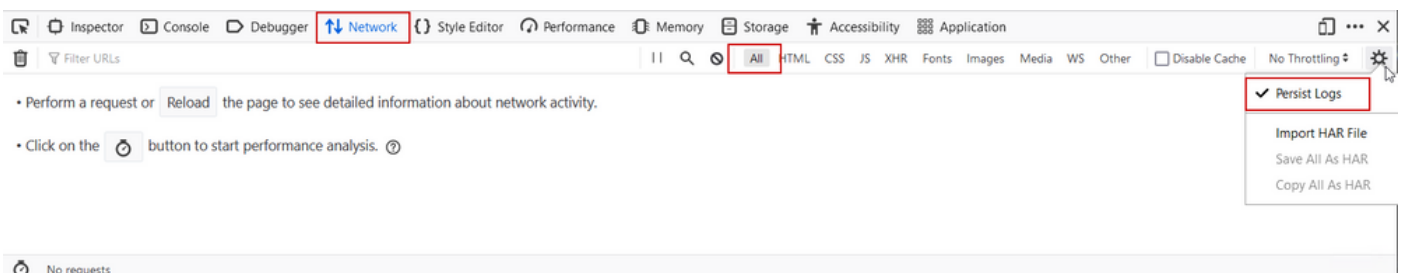 Inspector Console Debugger Network Style Editor Performance Memory Storage Accessibility Application
Filter URLs All HTML CSS JS XHR Fonts Images Media WS Other Disable Cache No Throttling
• Perform a request or Reload the page to see detailed information about network activity.
• Click on the button to start performance analysis.
Persist Logs
Import HAR File
Save All As HAR
Copy All As HAR
No requests